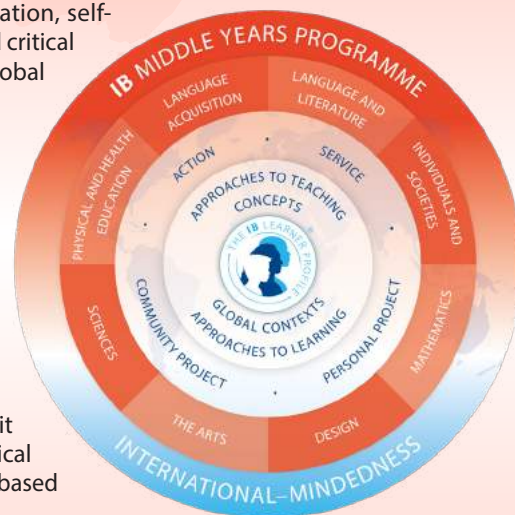 ation, self-
d critical
lobal
it
ical
based
IB MIDDLE YEARS PROGRAMME
LANGUAGE
ACQUISITION
LANGUAGE AND
LITERATURE
PHYSICAL AND HEALTH
EDUCATION
INDIVIDUALS AND
SOCIETIES
SCIENCES
MATHEMATICS
THE ARTS
DESIGN
ACTION
SERVICE
COMMUNITY PROJECT
PERSONAL PROJECT
APPROACHES TO TEACHING
CONCEPTS
THE IB LEARNER PROFILE
GLOBAL CONTEXTS
APPROACHES TO LEARNING
INTERNATIONAL–MINDEDNESS